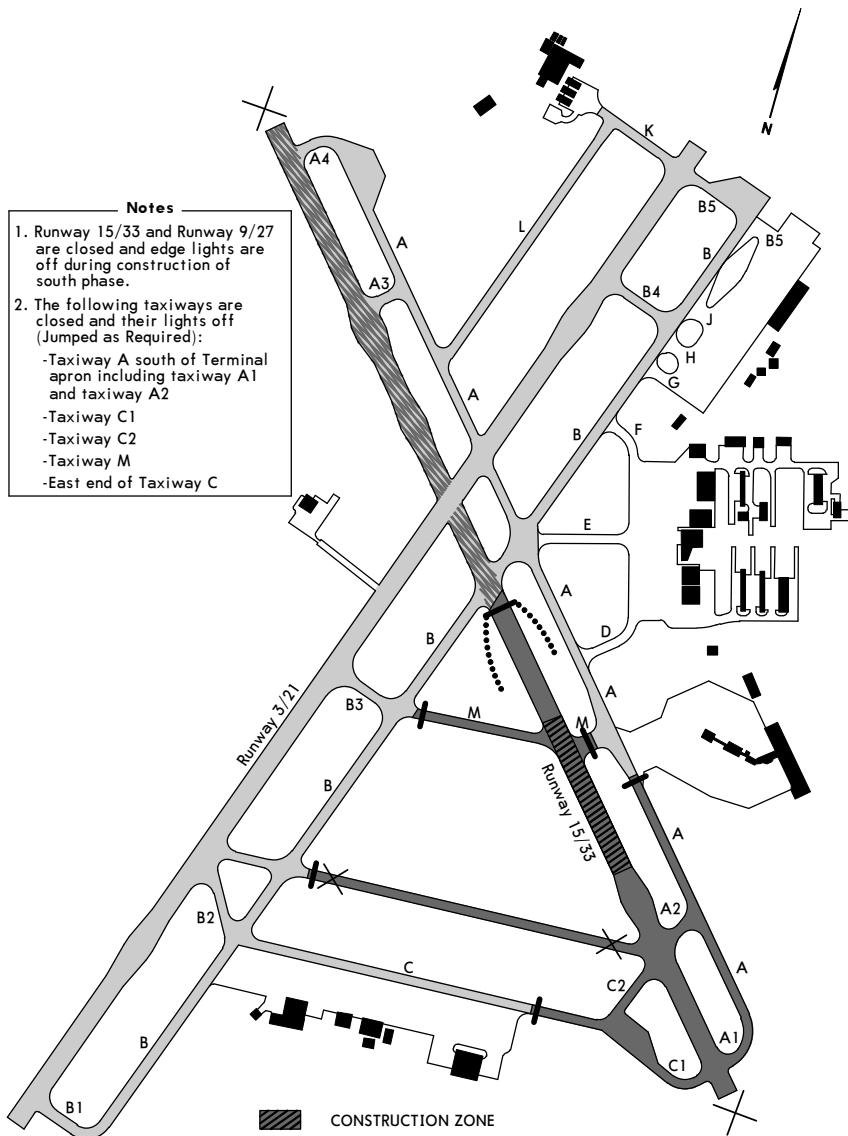 N
K
A4
B5
Notes
1. Runway 15/33 and Runway 9/27
are closed and edge lights are
off during construction of
south phase.
2. The following taxiways are
closed and their lights off
(Jumped as Required):
-Taxiway A south of Terminal
apron including taxiway A1
and taxiway A2
-Taxiway C1
-Taxiway C2
-Taxiway M
-East end of Taxiway C
L
A
B
B5
A3
B4
J
H
G
A
B
F
E
A
D
B
A
B3
M
M
Runway 3/21
Runway 15/33
B
A
B2
A2
C
A
C2
B
A1
C1
B1
CONSTRUCTION ZONE